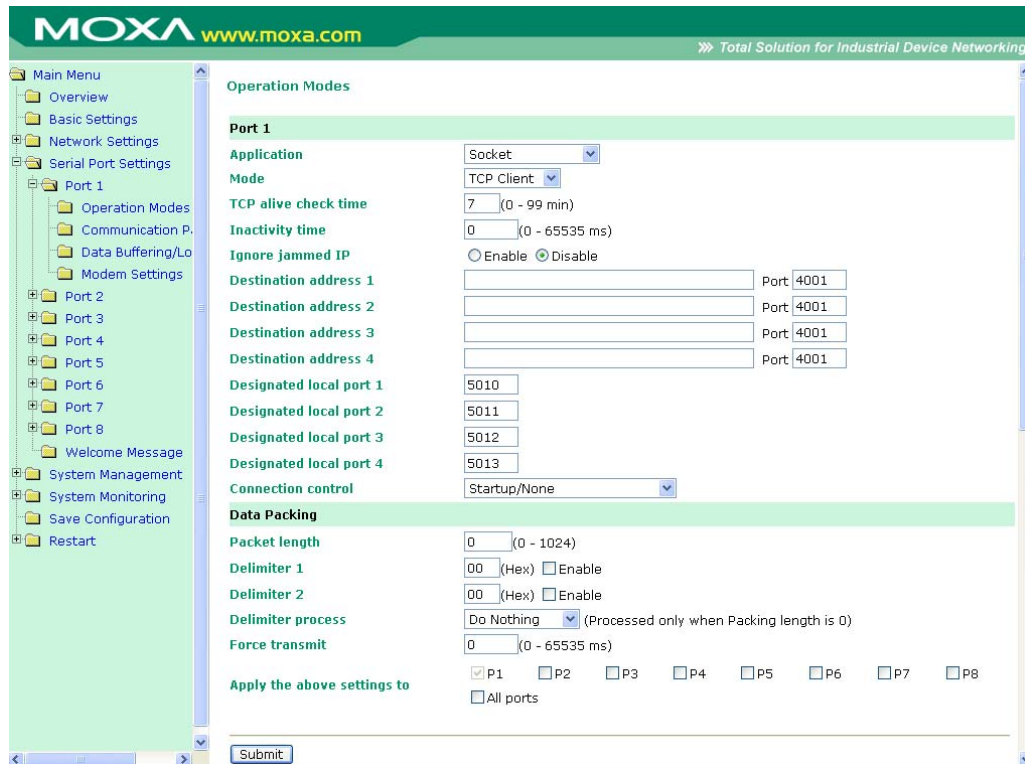 MOXA www.moxa.com
Total Solution for Industrial Device Networking
Main Menu
Overview
Basic Settings
Network Settings
Serial Port Settings
Port 1
Operation Modes
Communication P
Data Buffering/Lo
Modem Settings
Port 2
Port 3
Port 4
Port 5
Port 6
Port 7
Port 8
Welcome Message
System Management
System Monitoring
Save Configuration
Restart
Operation Modes
Port 1
Application Socket
Mode TCP Client
TCP alive check time 7 (0 - 99 min)
Inactivity time 0 (0 - 65535 ms)
Ignore jammed IP Enable Disable
Destination address 1 Port 4001
Destination address 2 Port 4001
Destination address 3 Port 4001
Destination address 4 Port 4001
Designated local port 1 5010
Designated local port 2 5011
Designated local port 3 5012
Designated local port 4 5013
Connection control Startup/None
Data Packing
Packet length 0 (0 - 1024)
Delimiter 1 00 (Hex) Enable
Delimiter 2 00 (Hex) Enable
Delimiter process Do Nothing (Processed only when Packing length is 0)
Force transmit 0 (0 - 65535 ms)
Apply the above settings to P1 P2 P3 P4 P5 P6 P7 P8
All ports
Submit